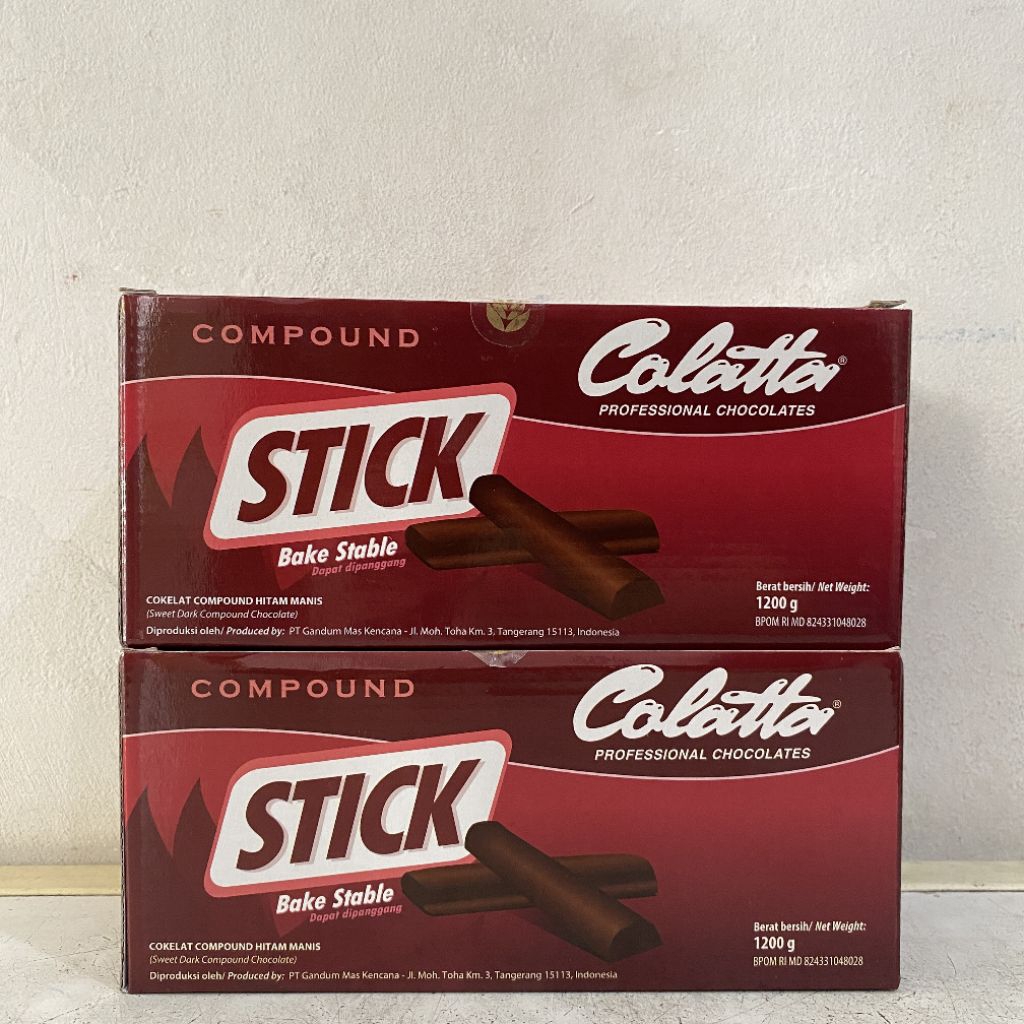 COMPOUND
Colatta®
PROFESSIONAL CHOCOLATES
STICK
Bake Stable
Dapat dipanggang
COKELAT COMPOUND HITAM MANIS
(Sweet Dark Compound Chocolate)
Diproduksi oleh/ Produced by: PT Gandum Mas Kencana - Jl. Moh. Toha Km. 3, Tangerang 15113, Indonesia
Berat bersih/ Net Weight:
1200 g
BPOM RI MD 824331048028
COMPOUND
Colatta®
PROFESSIONAL CHOCOLATES
STICK
Bake Stable
Dapat dipanggang
COKELAT COMPOUND HITAM MANIS
(Sweet Dark Compound Chocolate)
Diproduksi oleh/ Produced by: PT Gandum Mas Kencana - Jl. Moh. Toha Km. 3, Tangerang 15113, Indonesia
Berat bersih/ Net Weight:
1200 g
BPOM RI MD 824331048028